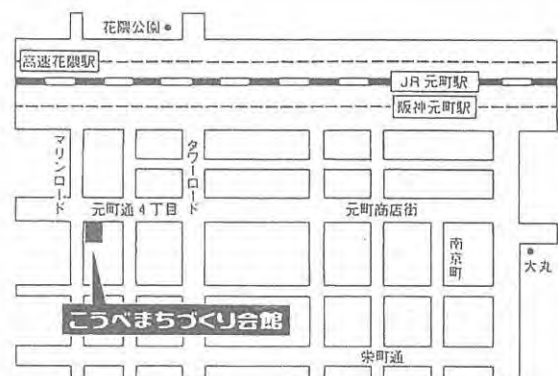 花隈公園
高速花隈駅
JR 元町駅
阪神元町駅
マリンロード
タワーロード
元町通4丁目
元町商店街
南京町
大丸
こうべまちづくり会館
栄町通